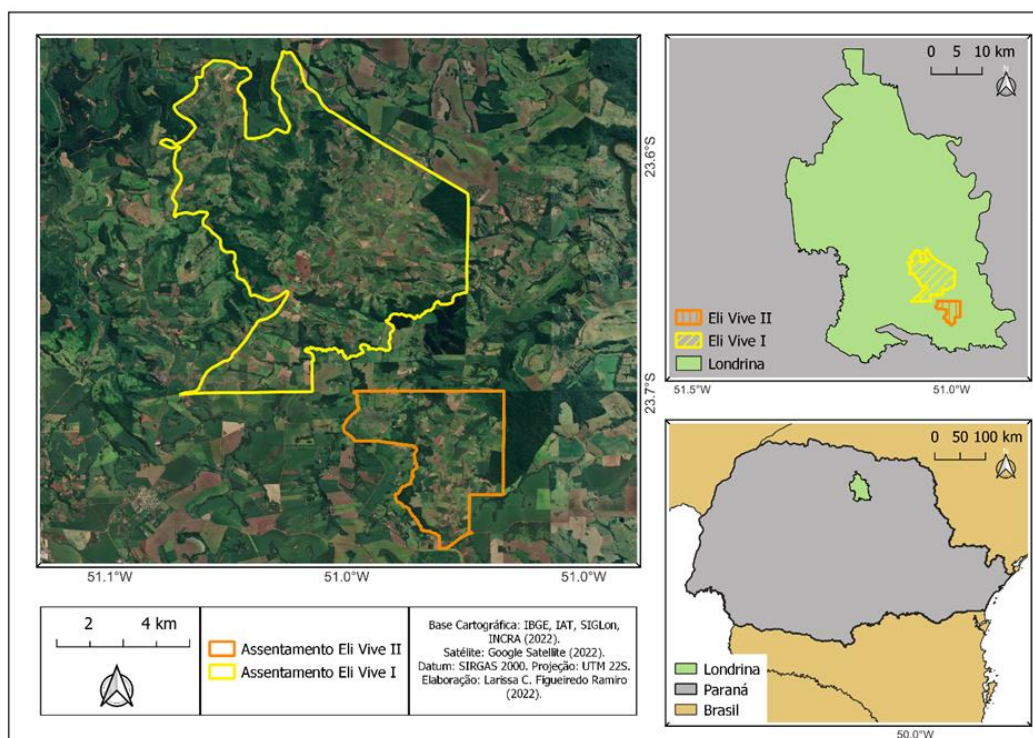 23.6°S
23.7°S
51.1°W
51.0°W
51.0°W
0 5 10 km
N
Eli Vive II
Eli Vive I
Londrina
51.5°W
51.0°W
0 50 100 km
N
Londrina
Paraná
Brasil
50.0°W
2 4 km
Assentamento Eli Vive II
Assentamento Eli Vive I
Base Cartográfica: IBGE, IAT, SIGLon,
INCRA (2022).
Satélite: Google Satellite (2022).
Datum: SIRGAS 2000. Projeção: UTM 22S.
Elaboração: Larissa C. Figueiredo Ramiro
(2022).